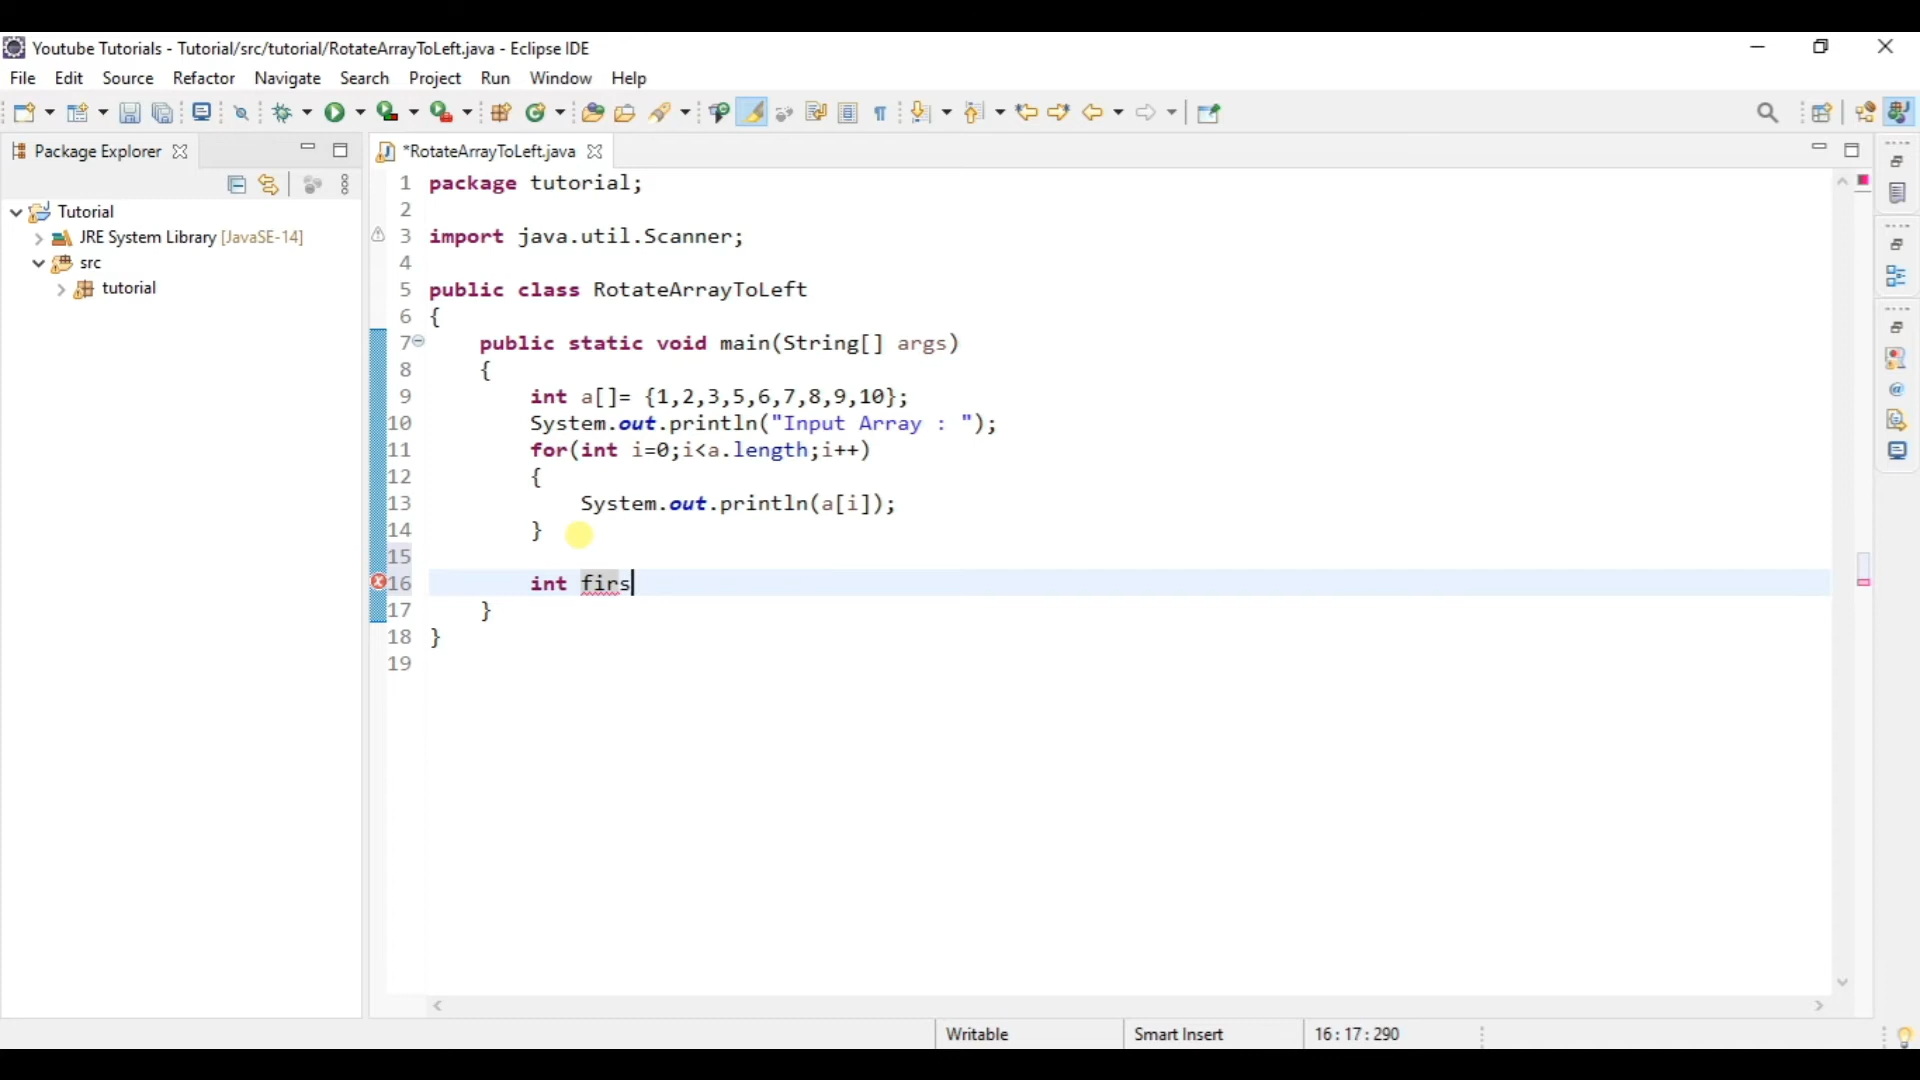 Youtube Tutorials - Tutorial/src/tutorial/RotateArrayToLeft.java - Eclipse IDE
File Edit Source Refactor Navigate Search Project Run Window Help
Package Explorer
*RotateArrayToLeft.java
Tutorial
JRE System Library [JavaSE-14]
src
tutorial
1 package tutorial;
2
3 import java.util.Scanner;
4
5 public class RotateArrayToLeft
6 {
7 public static void main(String[] args)
8 {
9 int a[]= {1,2,3,5,6,7,8,9,10};
10 System.out.println("Input Array : ");
11 for(int i=0;i<a.length;i++)
12 {
13 System.out.println(a[i]);
14 }
15
16 int firs
17 }
18 }
19
Writable Smart Insert 16 : 17 : 290